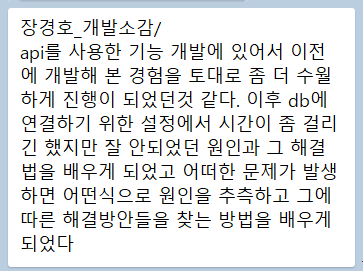 장경호_개발소감/
api를 사용한 기능 개발에 있어서 이전
에 개발해 본 경험을 토대로 좀 더 수월
하게 진행이 되었던것 같다. 이후 db에
연결하기 위한 설정에서 시간이 좀 걸리
긴 했지만 잘 안되었던 원인과 그 해결
법을 배우게 되었고 어떠한 문제가 발생
하면 어떤식으로 원인을 추측하고 그에
따른 해결방안들을 찾는 방법을 배우게
되었다